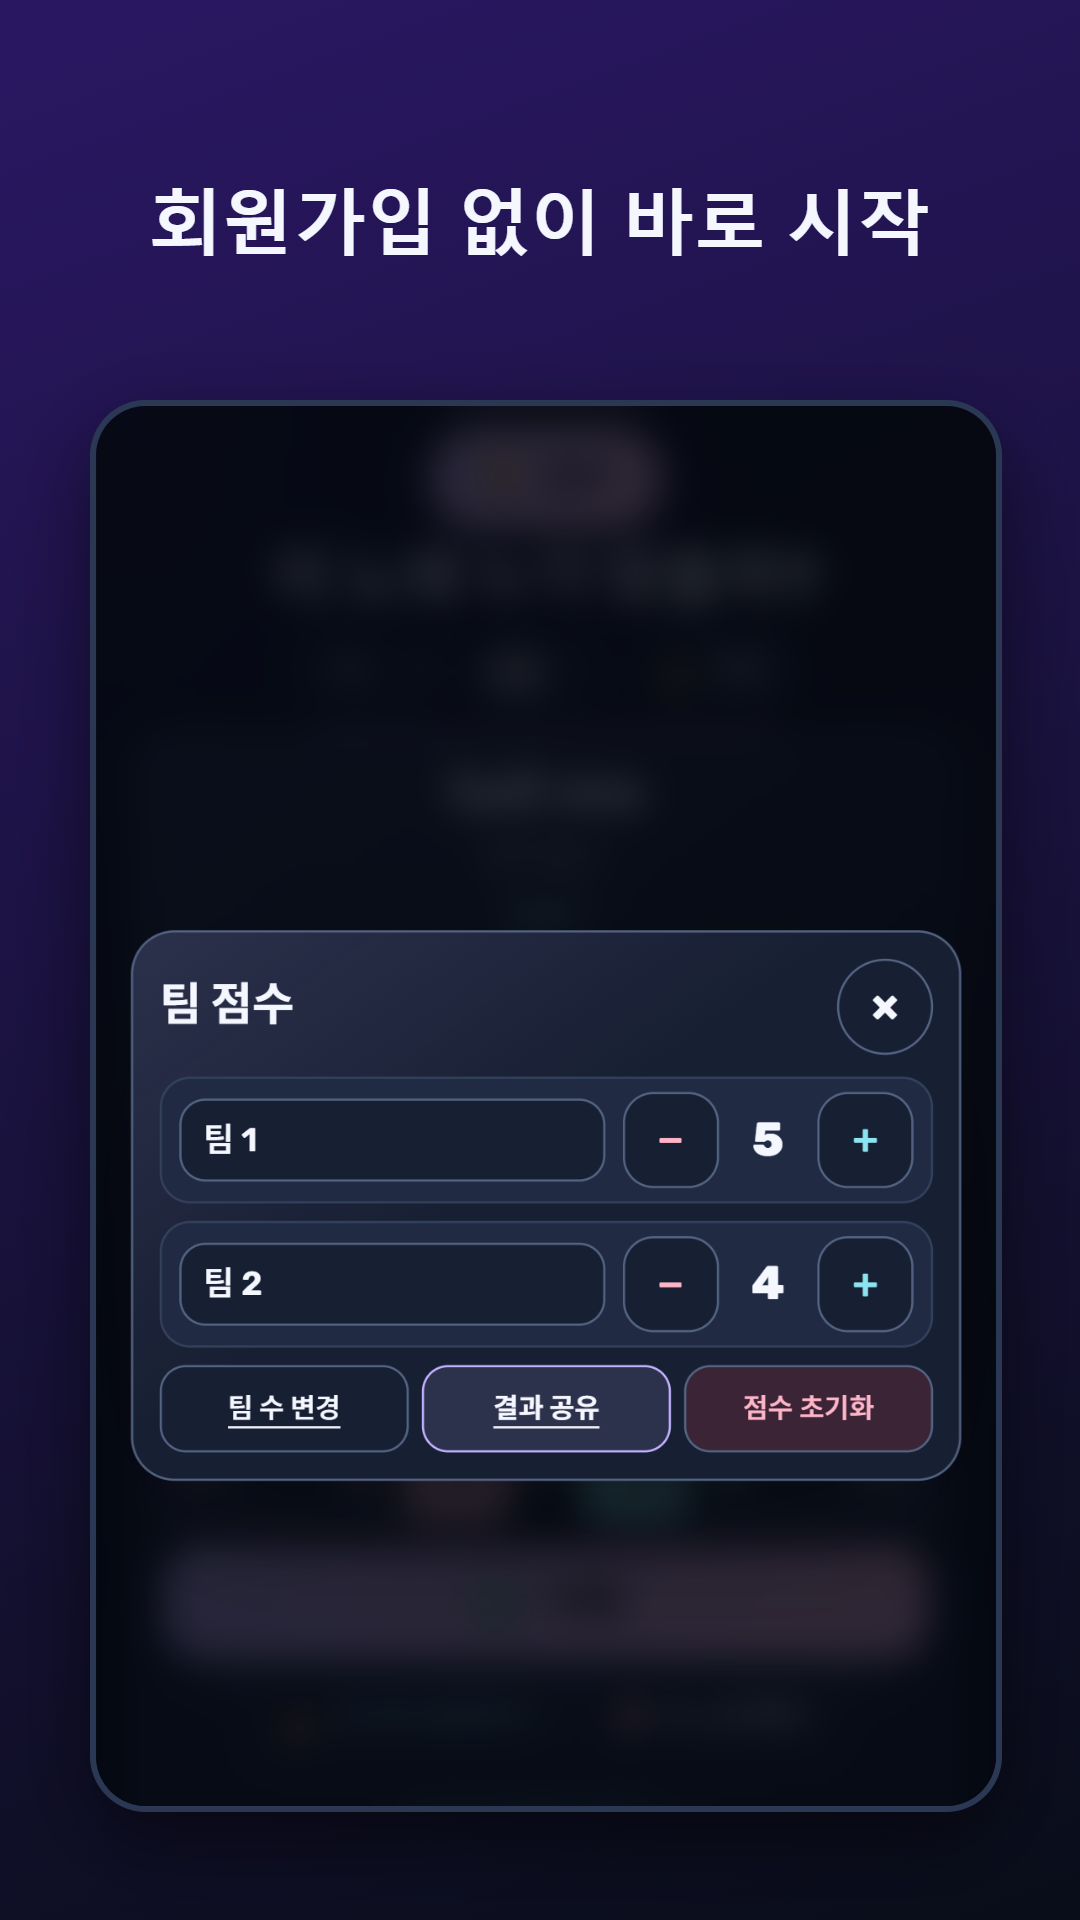 회원가입 없이 바로 시작
팀 점수
팀 1 − 5 +
팀 2 − 4 +
팀 수 변경 결과 공유 점수 초기화